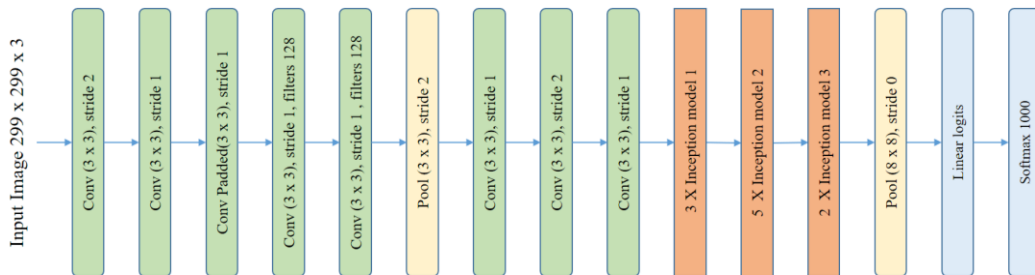 Input Image 299 x 299 x 3
Conv (3 x 3), stride 2
Conv (3 x 3), stride 1
Conv Padded(3 x 3), stride 1
Conv (3 x 3), stride 1 , filters 128
Conv (3 x 3), stride 1 , filters 128
Pool (3 x 3), stride 2
Conv (3 x 3), stride 1
Conv (3 x 3), stride 2
Conv (3 x 3), stride 1
3 X Inception model 1
5 X Inception model 2
2 X Inception model 3
Pool (8 x 8), stride 0
Linear logits
Softmax 1000